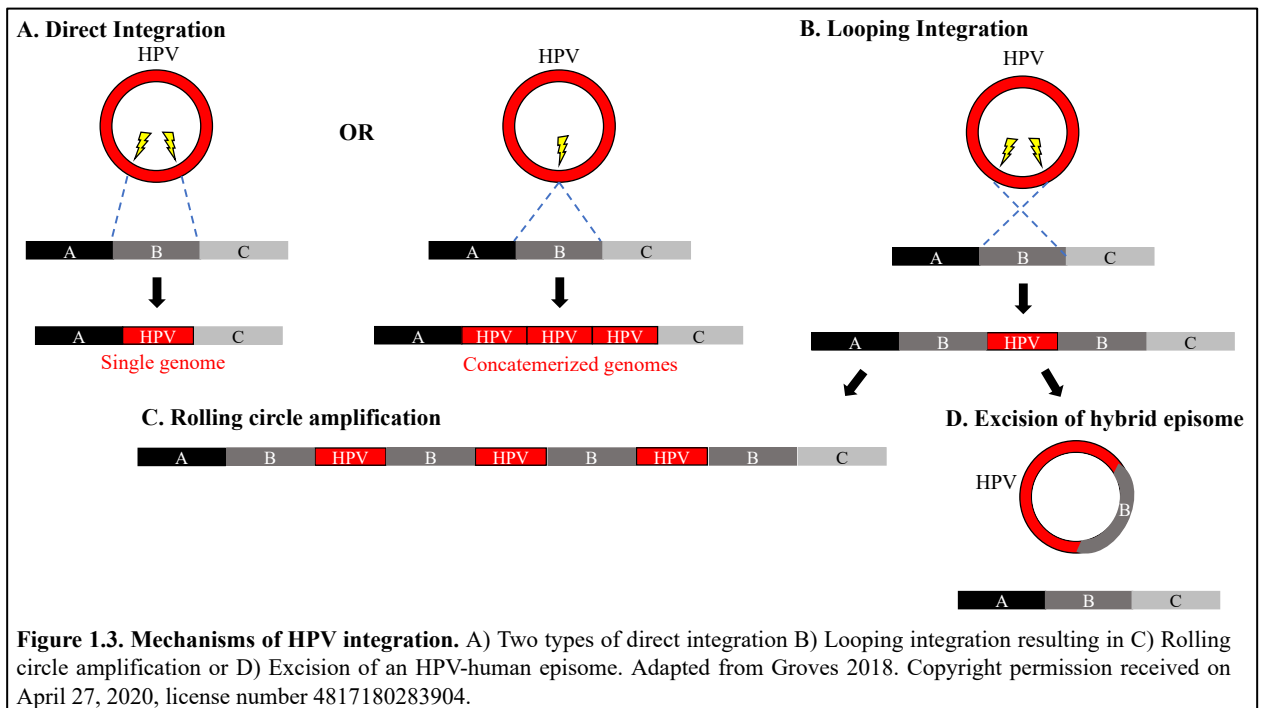 A. Direct Integration
HPV
OR
HPV
A B C
A B C
A HPV C
Single genome
A HPV HPV HPV C
Concatemerized genomes
B. Looping Integration
HPV
A B C
A B HPV B C
C. Rolling circle amplification
A B HPV B HPV B HPV B C
D. Excision of hybrid episome
HPV
B
A B C
Figure 1.3. Mechanisms of HPV integration. A) Two types of direct integration B) Looping integration resulting in C) Rolling
circle amplification or D) Excision of an HPV-human episome. Adapted from Groves 2018. Copyright permission received on
April 27, 2020, license number 4817180283904.